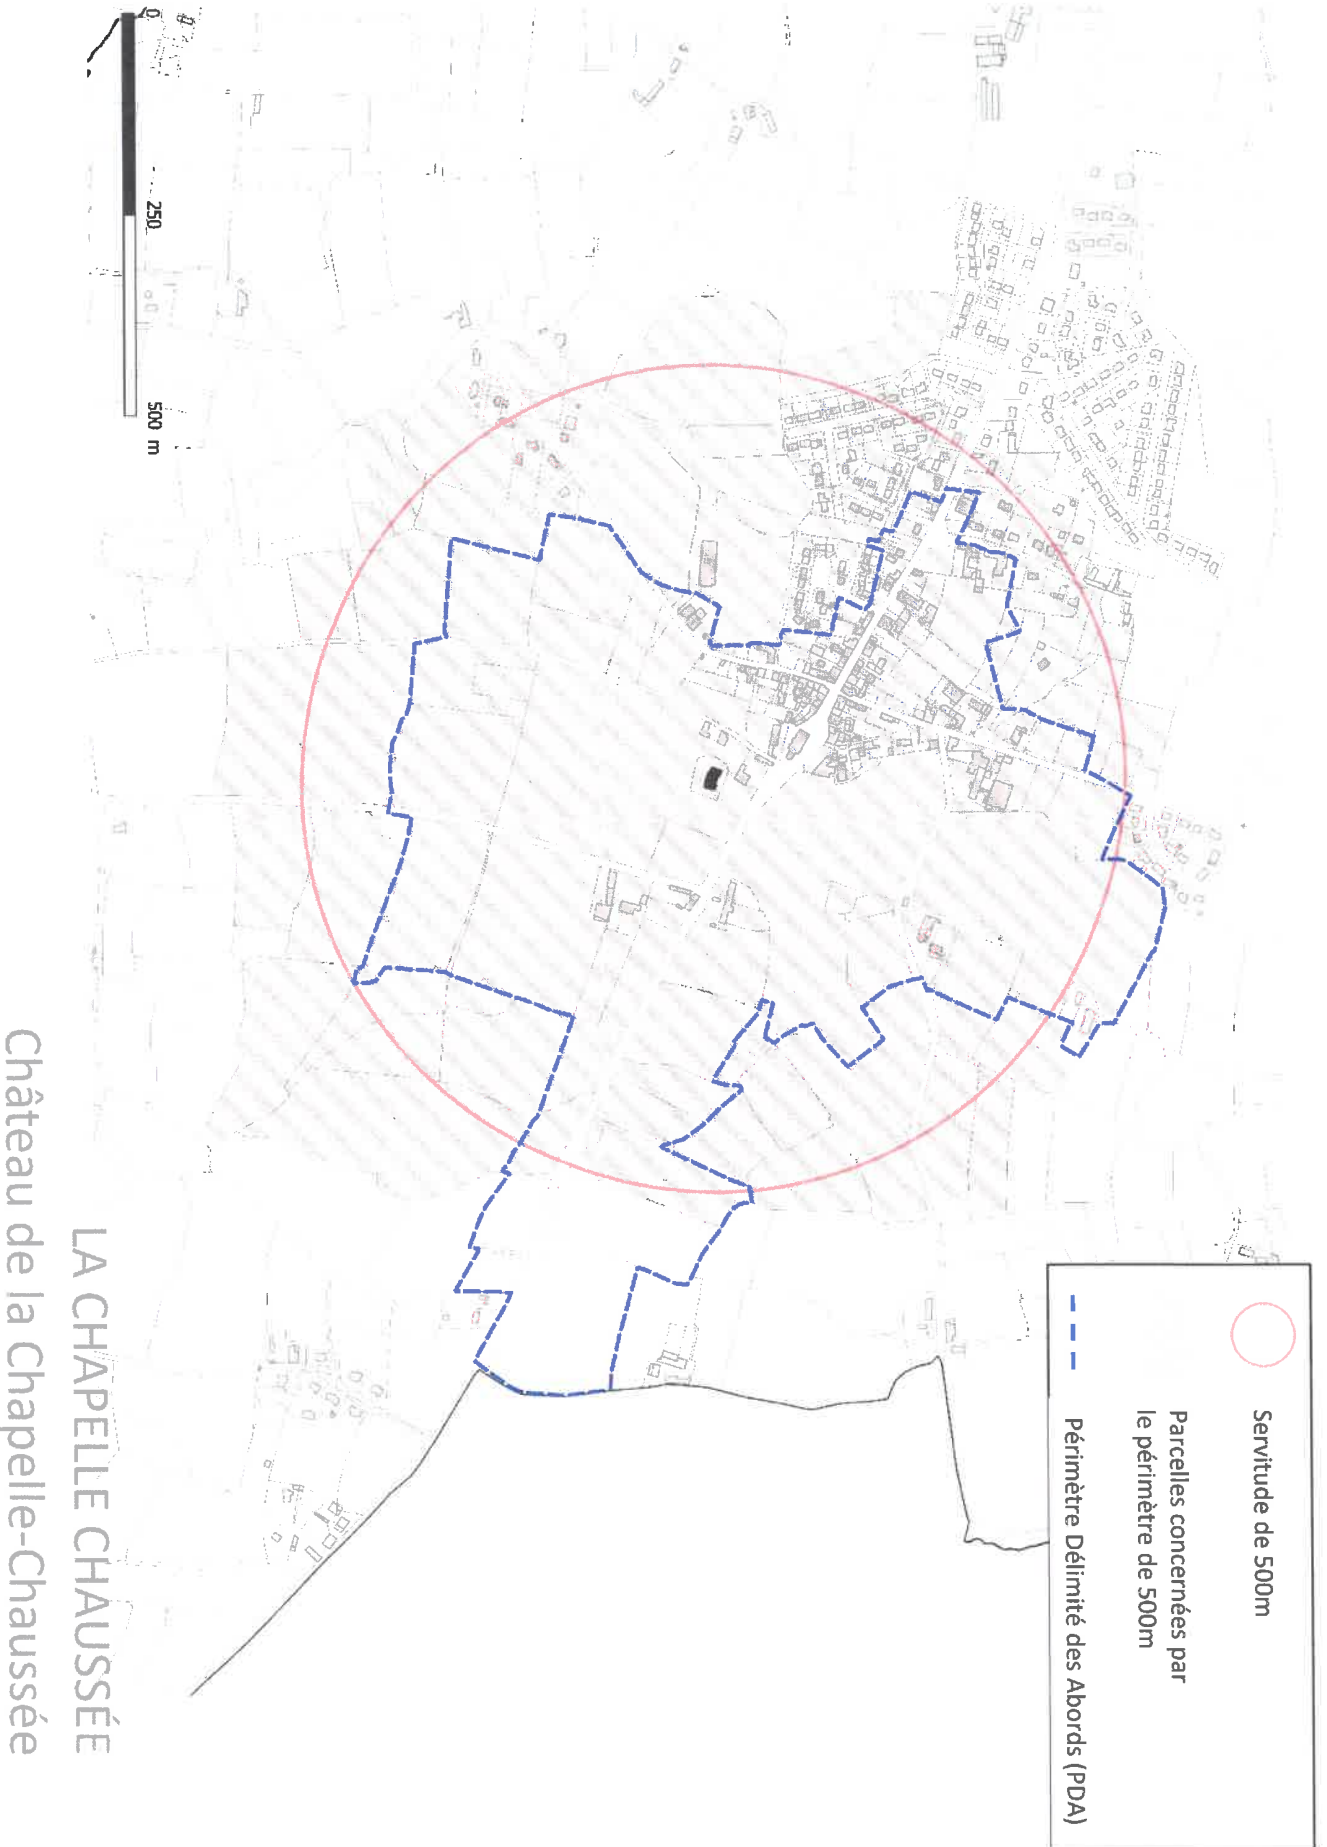 Servitude de 500m
Parcelles concernées par
le périmètre de 500m
Périmètre Délimité des Abords (PDA)
0 250 500 m
LA CHAPELLE CHAUSSÉE
Château de la Chapelle-Chaussée